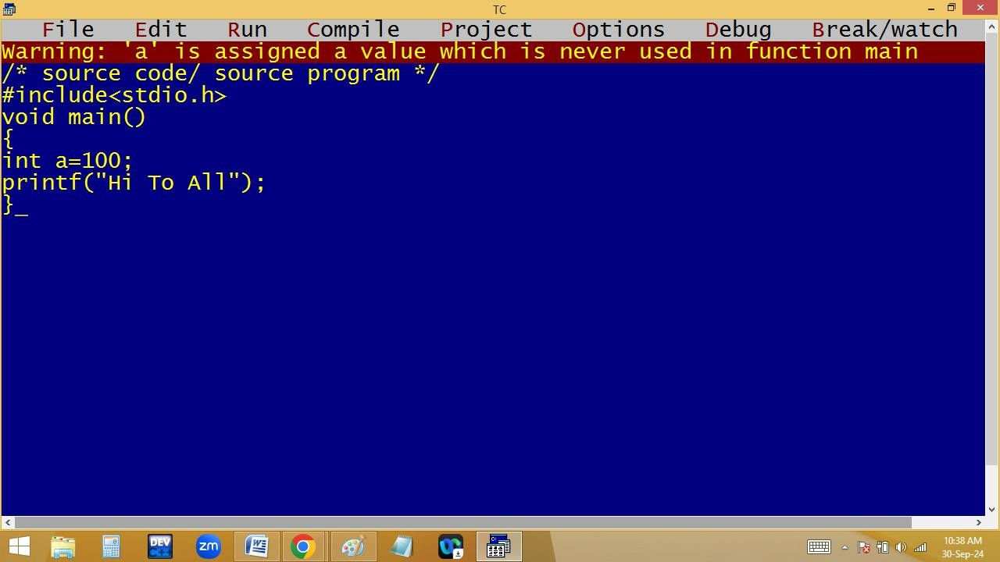 TC
File Edit Run Compile Project Options Debug Break/watch
Warning: 'a' is assigned a value which is never used in function main
/* source code/ source program */
#include<stdio.h>
void main()
{
int a=100;
printf("Hi To All");
}_
DEV
C++
zm
W
10:38 AM
30-Sep-24